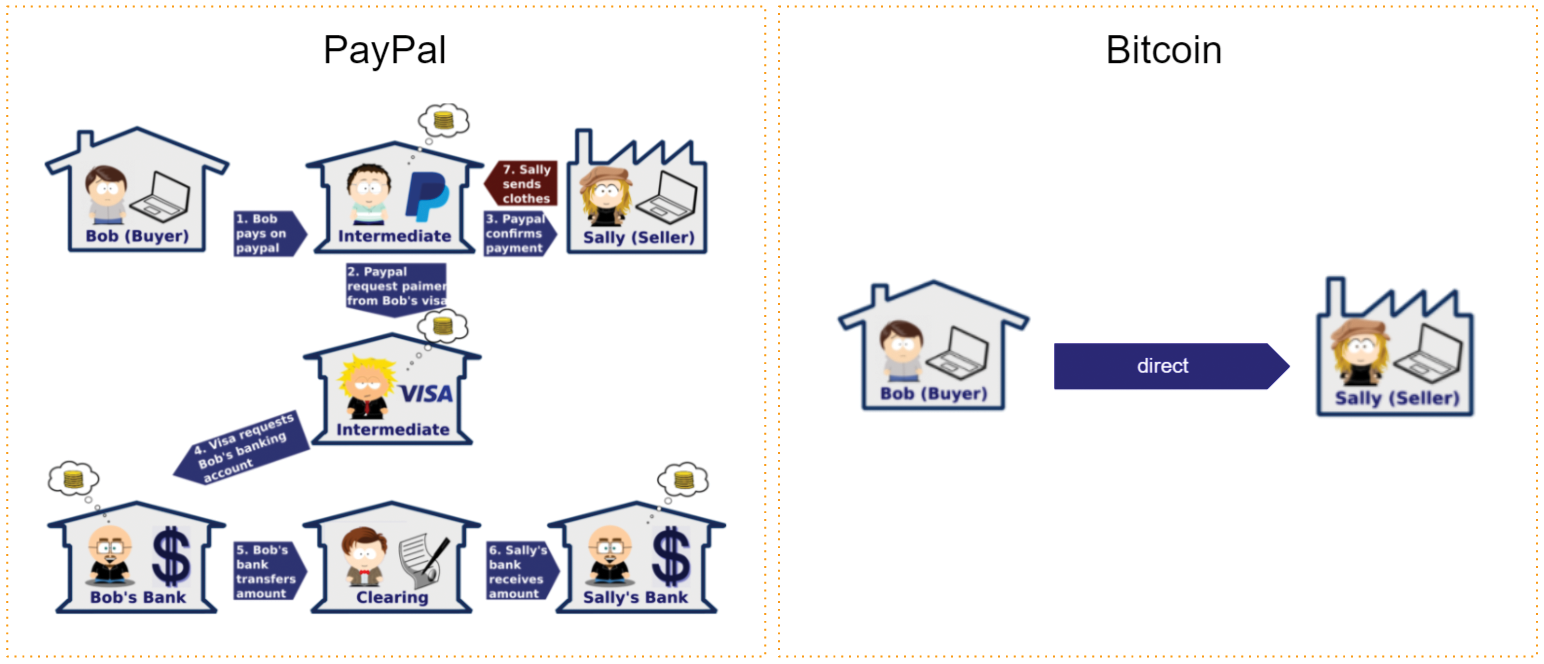 PayPal
Bob (Buyer)
1. Bob
pays on
paypal
Intermediate
7. Sally
sends
clothes
3. Paypal
confirms
payment
Sally (Seller)
2. Paypal
request paimer
from Bob's visa
VISA
Intermediate
4. Visa requests
Bob's banking
account
$
Bob's Bank
5. Bob's
bank
transfers
amount
Clearing
6. Sally's
bank
receives
amount
$
Sally's Bank
Bitcoin
Bob (Buyer)
direct
Sally (Seller)